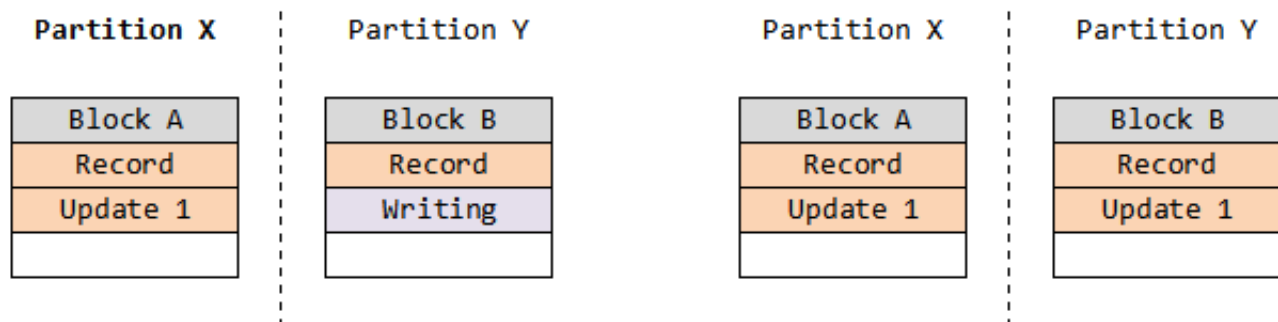 Partition X Partition Y Partition X Partition Y
Block A Block B Block A Block B
Record Record Record Record
Update 1 Writing Update 1 Update 1